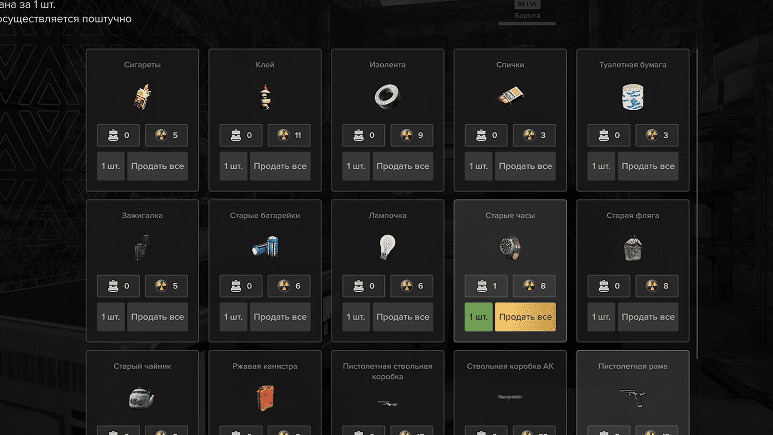 ана за 1 шт.
осуществляется поштучно
99 LVL
Барыга
Сигареты
Клей
Изолента
Спички
Туалетная бумага
0 5
0 11
0 9
0 3
0 3
1 шт. Продать все
1 шт. Продать все
1 шт. Продать все
1 шт. Продать все
1 шт. Продать все
Зажигалка
Старые батарейки
Лампочка
Старые часы
Старая фляга
0 5
0 6
0 6
1 8
0 8
1 шт. Продать все
1 шт. Продать все
1 шт. Продать все
1 шт. Продать все
1 шт. Продать все
Старый чайник
Ржавая канистра
Пистолетная ствольная
коробка
Ствольная коробка АК
Пистолетная рама